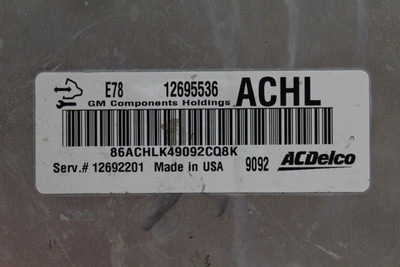 E78 12695536 ACHL
GM Components Holdings
86ACHLK49092CQ8K
Serv.# 12692201 Made in USA 9092 ACDelco